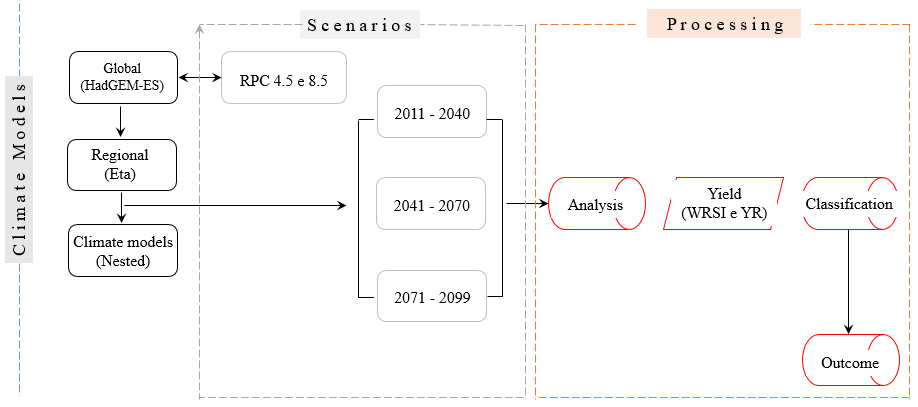 Scenarios
Processing
Climate Models
Global
(HadGEM-ES)
RPC 4.5 e 8.5
Regional
(Eta)
Climate models
(Nested)
2011 - 2040
2041 - 2070
2071 - 2099
Analysis
Yield
(WRSI e YR)
Classification
Outcome